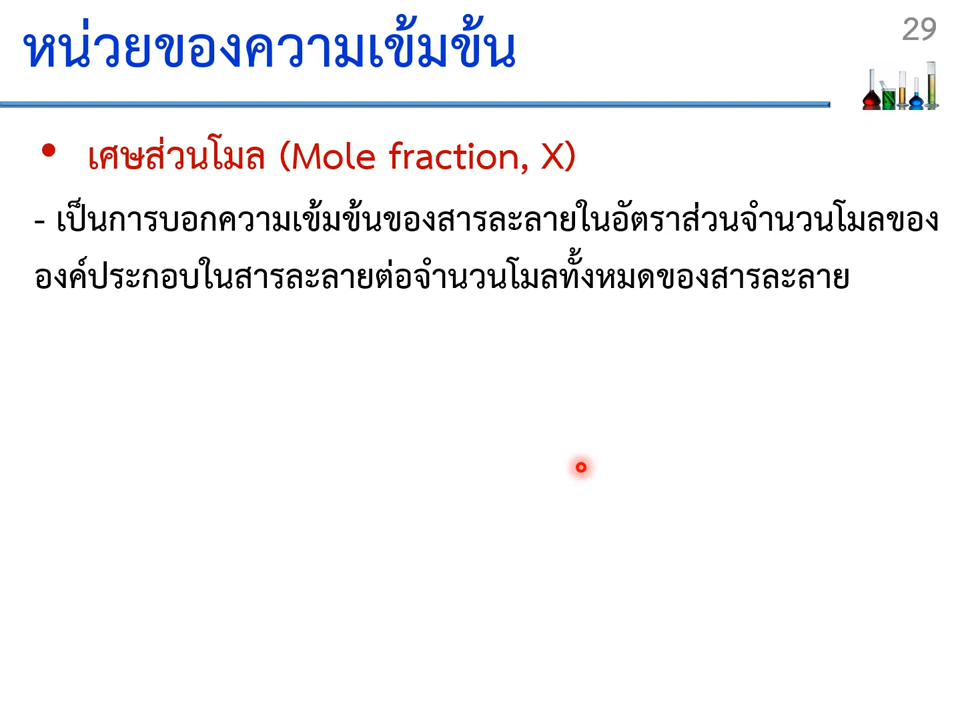 29
หน่วยของความเข้มข้น
• เศษส่วนโมล (Mole fraction, X)
- เป็นการบอกความเข้มข้นของสารละลายในอัตราส่วนจำนวนโมลของ
องค์ประกอบในสารละลายต่อจำนวนโมลทั้งหมดของสารละลาย